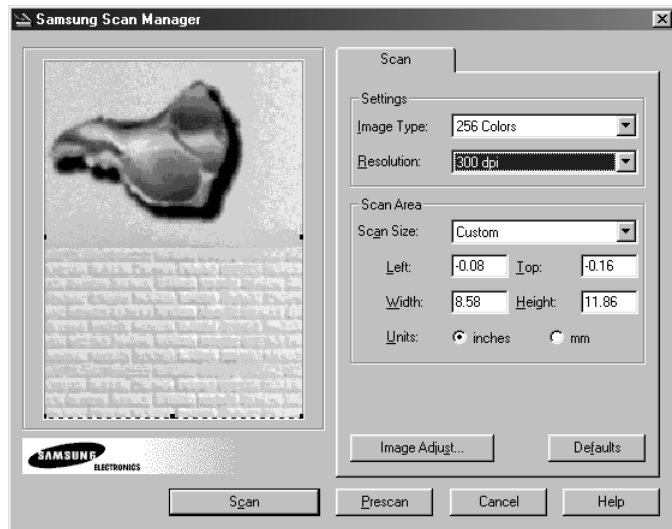 Samsung Scan Manager
Scan
Settings
Image Type: 256 Colors
Resolution: 300 dpi
Scan Area
Scan Size: Custom
Left: -0.08 Top: -0.16
Width: 8.58 Height: 11.86
Units: inches mm
Image Adjust... Defaults
SAMSUNG
ELECTRONICS
Scan Prescan Cancel Help